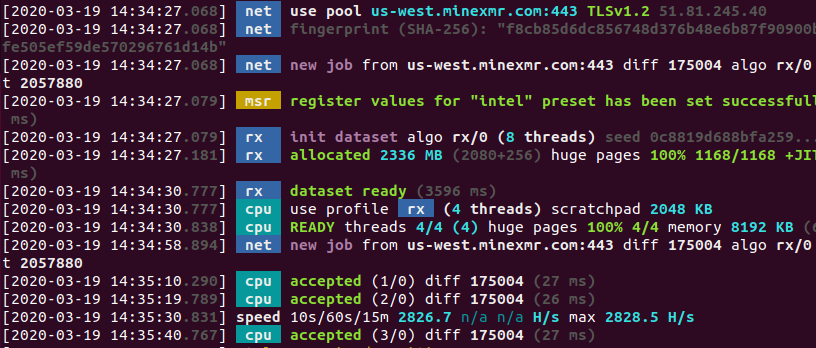 [2020-03-19 14:34:27.068] net use pool us-west.minexmr.com:443 TLSv1.2 51.81.245.40
[2020-03-19 14:34:27.068] net fingerprint (SHA-256): "f8cb85d6dc856748d376b48e6b87f90900b
fe505ef59de570296761d14b"
[2020-03-19 14:34:27.068] net new job from us-west.minexmr.com:443 diff 175004 algo rx/0
t 2057880
[2020-03-19 14:34:27.079] msr register values for "intel" preset has been set successfull
ms)
[2020-03-19 14:34:27.079] rx init dataset algo rx/0 (8 threads) seed 0c8819d688bfa259...
[2020-03-19 14:34:27.181] rx allocated 2336 MB (2080+256) huge pages 100% 1168/1168 +JIT
ms)
[2020-03-19 14:34:30.777] rx dataset ready (3596 ms)
[2020-03-19 14:34:30.777] cpu use profile rx (4 threads) scratchpad 2048 KB
[2020-03-19 14:34:30.838] cpu READY threads 4/4 (4) huge pages 100% 4/4 memory 8192 KB (6
[2020-03-19 14:34:58.894] net new job from us-west.minexmr.com:443 diff 175004 algo rx/0
t 2057880
[2020-03-19 14:35:10.290] cpu accepted (1/0) diff 175004 (27 ms)
[2020-03-19 14:35:19.789] cpu accepted (2/0) diff 175004 (26 ms)
[2020-03-19 14:35:30.831] speed 10s/60s/15m 2826.7 n/a n/a H/s max 2828.5 H/s
[2020-03-19 14:35:40.767] cpu accepted (3/0) diff 175004 (27 ms)